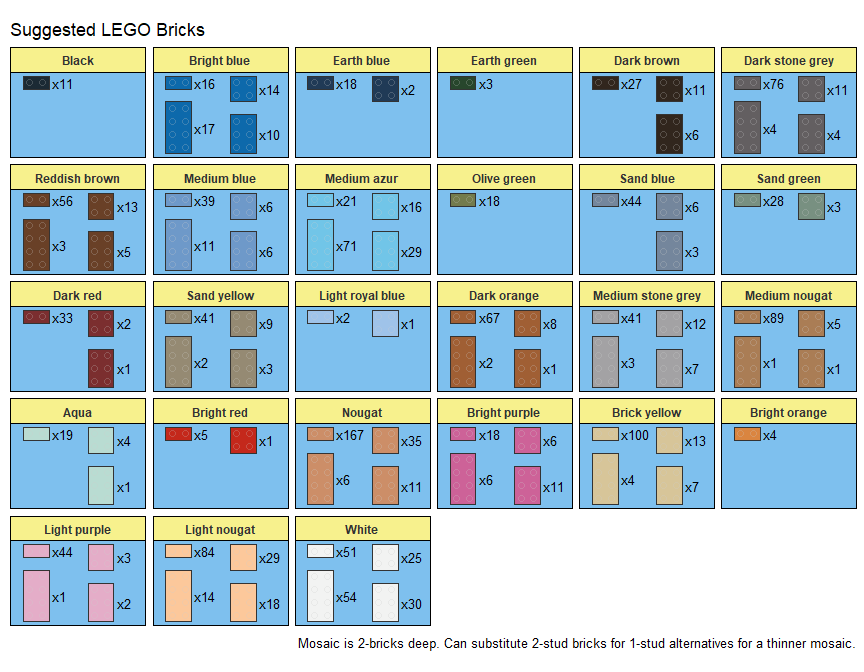 Suggested LEGO Bricks
Black
Bright blue
Earth blue
Earth green
Dark brown
Dark stone grey
x11
x16
x14
x17
x10
x18
x2
x3
x27
x11
x6
x76
x11
x4
x4
Reddish brown
Medium blue
Medium azur
Olive green
Sand blue
Sand green
x56
x13
x3
x5
x39
x6
x11
x6
x21
x16
x71
x29
x18
x44
x6
x3
x28
x3
Dark red
Sand yellow
Light royal blue
Dark orange
Medium stone grey
Medium nougat
x33
x2
x1
x41
x9
x2
x3
x2
x1
x67
x8
x2
x1
x41
x12
x3
x7
x89
x5
x1
x1
Aqua
Bright red
Nougat
Bright purple
Brick yellow
Bright orange
x19
x4
x1
x5
x1
x167
x35
x6
x11
x18
x6
x6
x11
x100
x13
x4
x7
x4
Light purple
Light nougat
White
x44
x3
x1
x2
x84
x29
x14
x18
x51
x25
x54
x30
Mosaic is 2-bricks deep. Can substitute 2-stud bricks for 1-stud alternatives for a thinner mosaic.